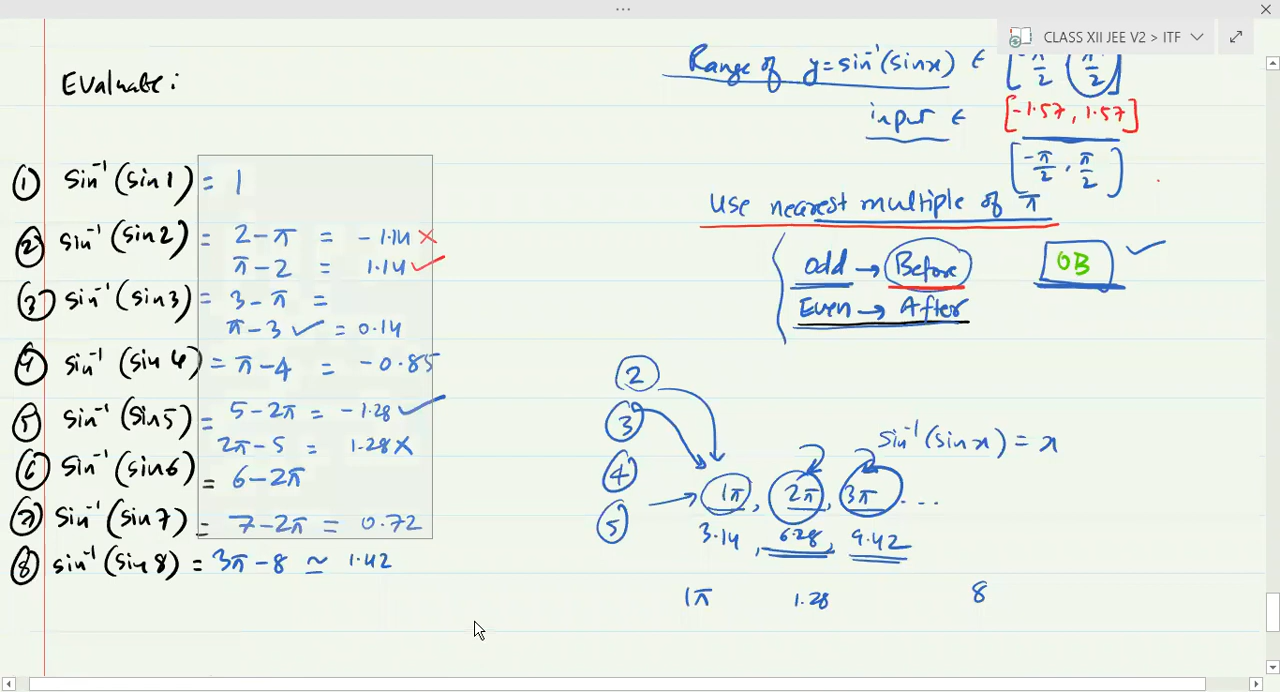 ...
CLASS XII JEE V2 > ITF
Evaluate :
① sin⁻¹(sin1) = 1
② sin⁻¹(sin2) = 2-π = -1.14 ×
π-2 = 1.14 ✓
③ sin⁻¹(sin3) = 3-π =
π-3 ✓ = 0.14
④ sin⁻¹(sin4) = π-4 = -0.85
⑤ sin⁻¹(sin5) = 5-2π = -1.28 ✓
2π-5 = 1.28 ×
⑥ sin⁻¹(sin6) = 6-2π
⑦ sin⁻¹(sin7) = 7-2π = 0.72
⑧ sin⁻¹(sin8) = 3π-8 ≃ 1.42
Range of y=sin⁻¹(sinx) ∈ [-π/2, π/2]
input ∈ [-1.57, 1.57]
[-π/2, π/2]
Use nearest multiple of π
Odd → Before
OB ✓
Even → After
②
③
④
⑤
sin⁻¹(sinx) = x
1π, 2π, 3π ...
3.14, 6.28, 9.42
1π 1.28 8